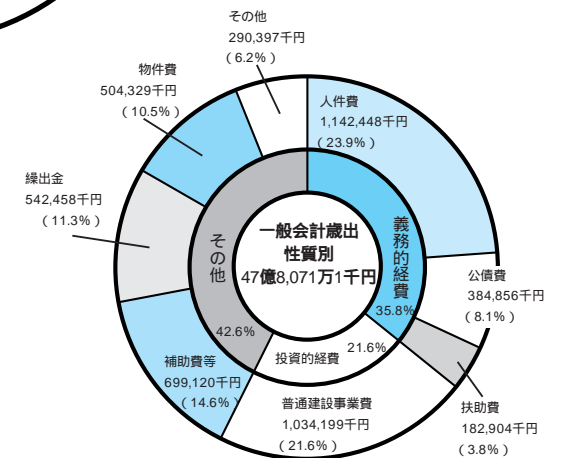 その他
290,397千円
(6.2%)
物件費
504,329千円
(10.5%)
人件費
1,142,448千円
(23.9%)
繰出金
542,458千円
(11.3%)
その他
42.6%
一般会計歳出
性質別
47億8,071万1千円
義務的経費
35.8%
公債費
384,856千円
(8.1%)
投資的経費
21.6%
補助費等
699,120千円
(14.6%)
普通建設事業費
1,034,199千円
(21.6%)
扶助費
182,904千円
(3.8%)